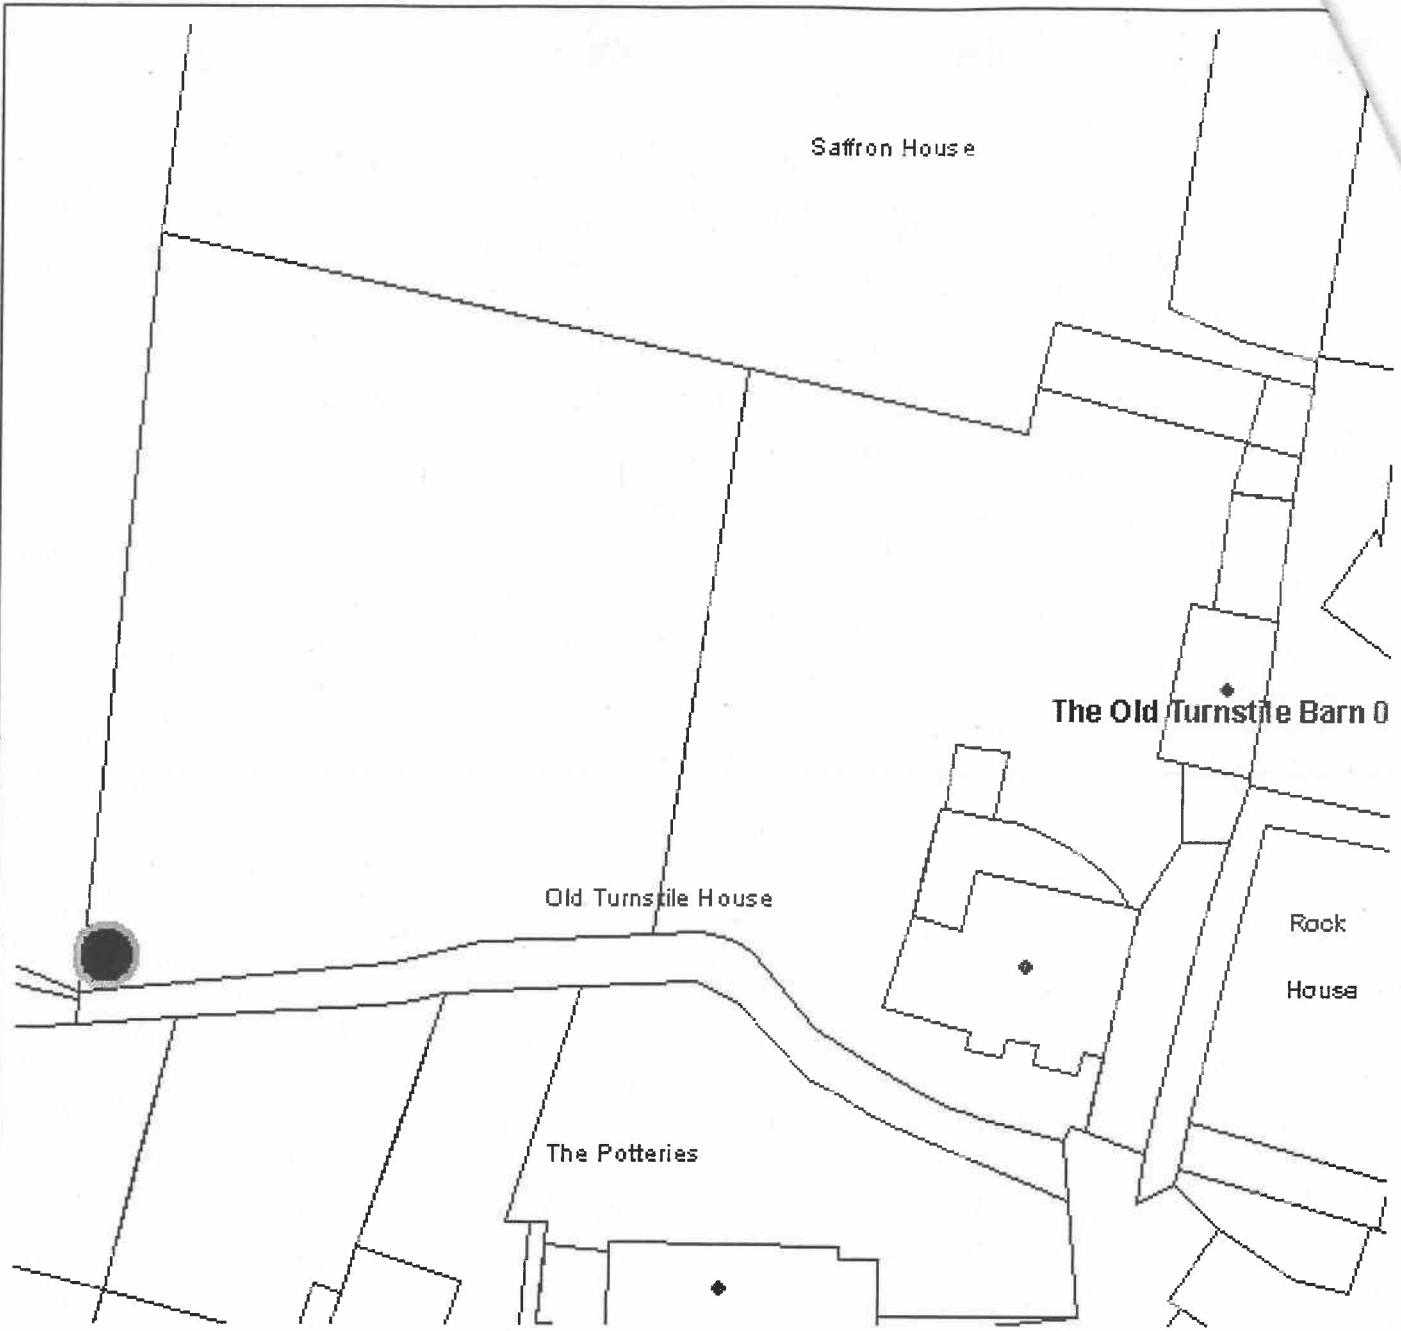 Saffron House
The Old Turnstile Barn 0
Old Turnstile House
Rock
House
The Potteries